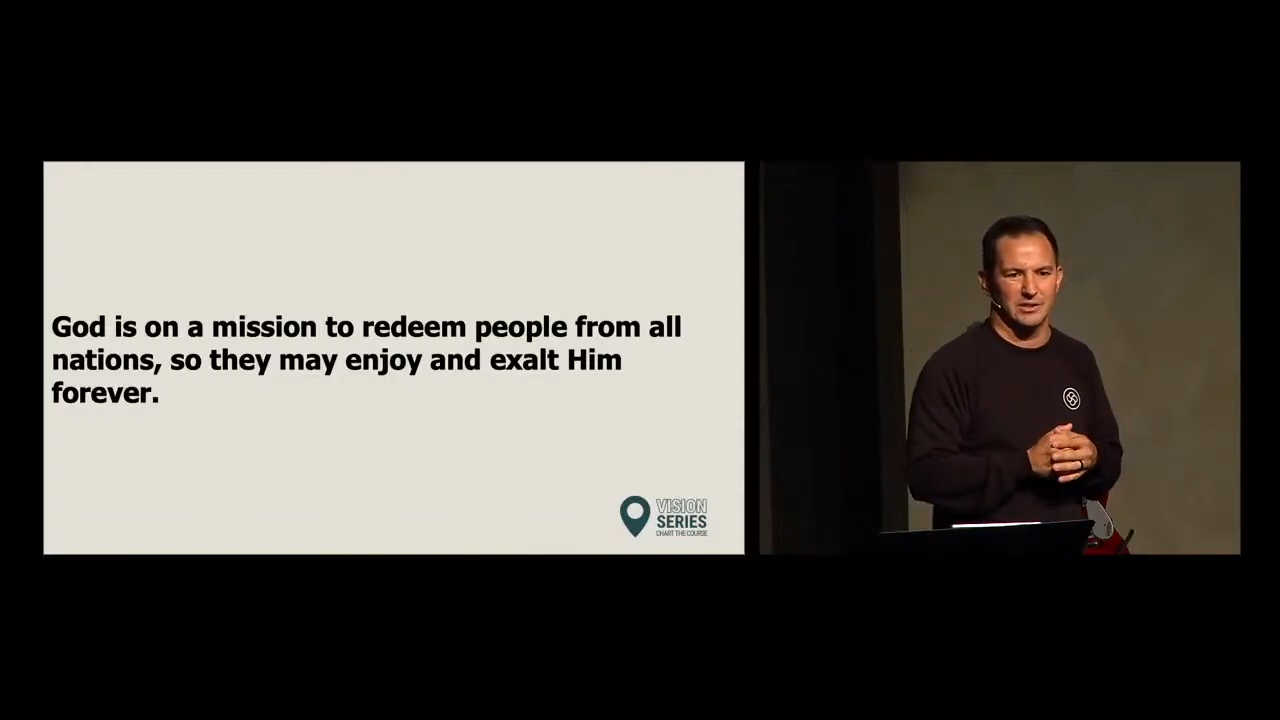 God is on a mission to redeem people from all
nations, so they may enjoy and exalt Him
forever.
VISION
SERIES
CHART THE COURSE